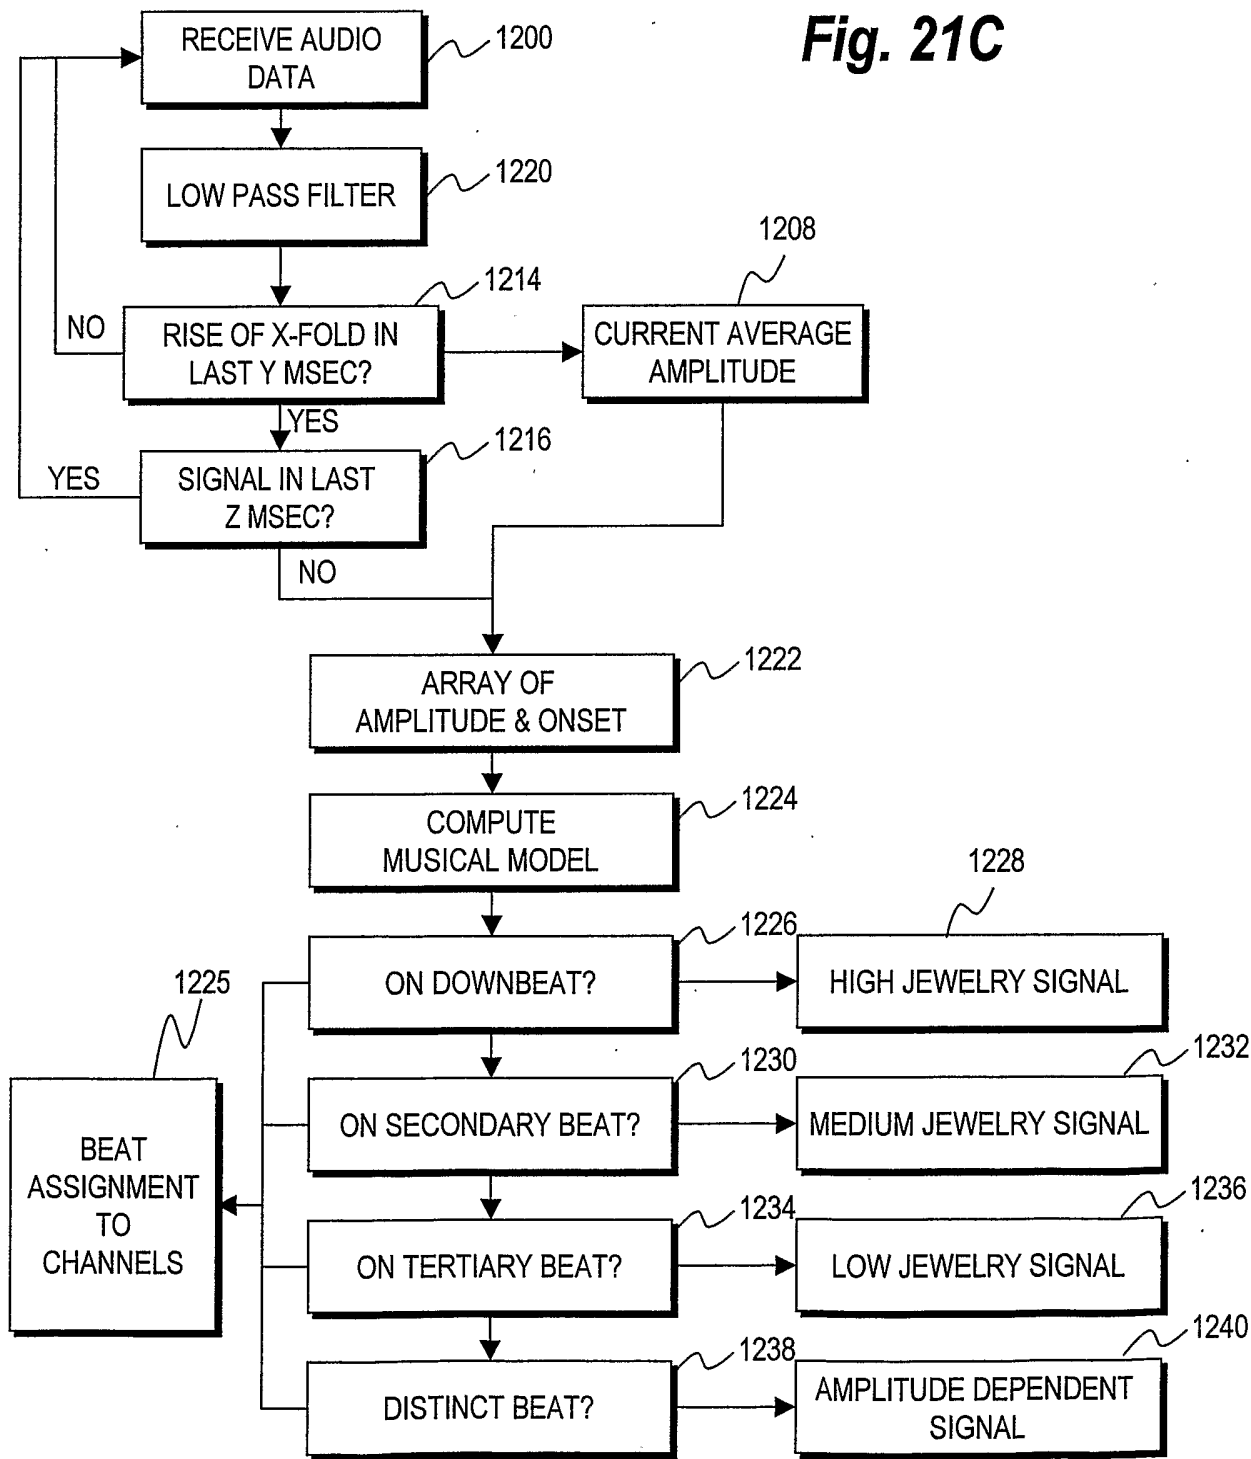 Fig. 21C
RECEIVE AUDIO
DATA
1200
LOW PASS FILTER
1220
1208
1214
NO
RISE OF X-FOLD IN
LAST Y MSEC?
CURRENT AVERAGE
AMPLITUDE
YES
1216
YES
SIGNAL IN LAST
Z MSEC?
NO
1222
ARRAY OF
AMPLITUDE & ONSET
1224
COMPUTE
MUSICAL MODEL
1228
1226
ON DOWNBEAT?
HIGH JEWELRY SIGNAL
1225
1230
1232
ON SECONDARY BEAT?
MEDIUM JEWELRY SIGNAL
BEAT
ASSIGNMENT
TO
CHANNELS
1234
1236
ON TERTIARY BEAT?
LOW JEWELRY SIGNAL
1238
1240
DISTINCT BEAT?
AMPLITUDE DEPENDENT
SIGNAL